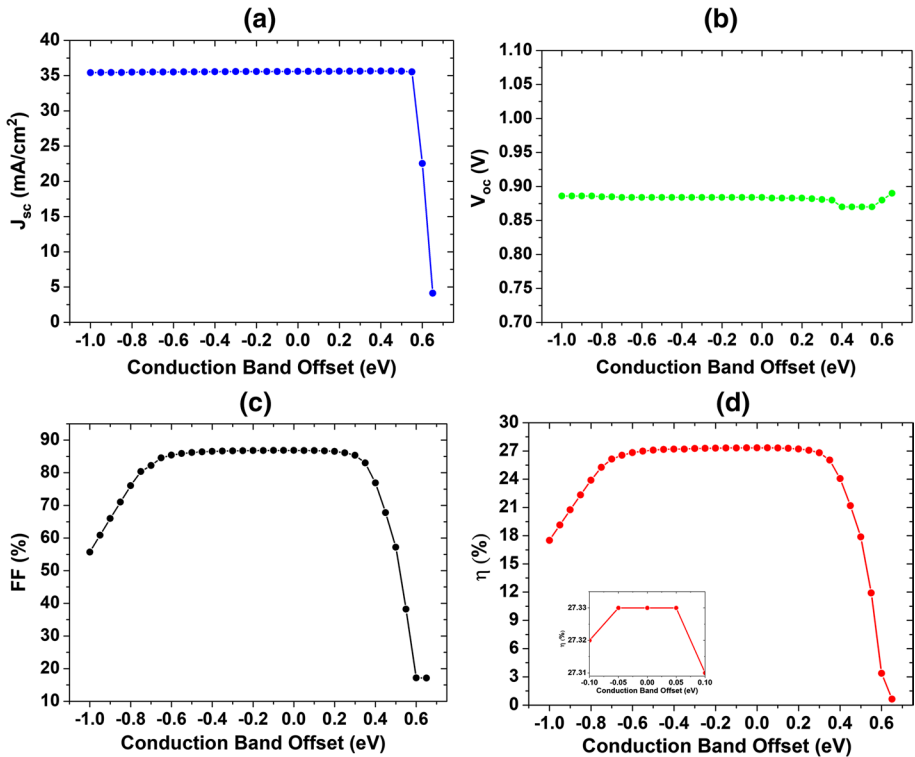 (a)
40
35
30
25
20
15
10
5
0
J_sc (mA/cm²)
-1.0 -0.8 -0.6 -0.4 -0.2 0.0 0.2 0.4 0.6
Conduction Band Offset (eV)
(b)
1.10
1.05
1.00
0.95
0.90
0.85
0.80
0.75
0.70
V_oc (V)
-1.0 -0.8 -0.6 -0.4 -0.2 0.0 0.2 0.4 0.6
Conduction Band Offset (eV)
(c)
90
80
70
60
50
40
30
20
10
FF (%)
-1.0 -0.8 -0.6 -0.4 -0.2 0.0 0.2 0.4 0.6
Conduction Band Offset (eV)
(d)
30
27
24
21
18
15
12
9
6
3
0
η (%)
27.33
27.32
27.31
η (%)
-0.10 -0.05 0.00 0.05 0.10
Conduction Band Offset (eV)
-1.0 -0.8 -0.6 -0.4 -0.2 0.0 0.2 0.4 0.6
Conduction Band Offset (eV)